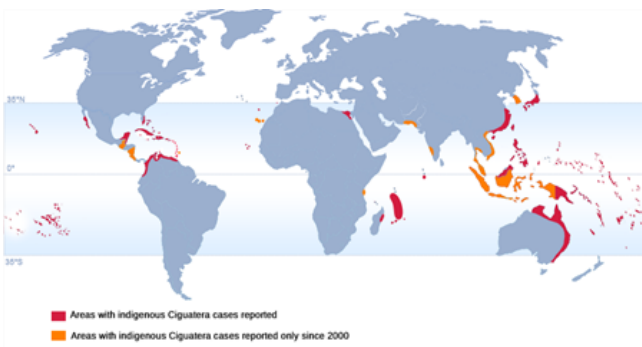 35°N
0°
35°S
Areas with indigenous Ciguatera cases reported
Areas with indigenous Ciguatera cases reported only since 2000